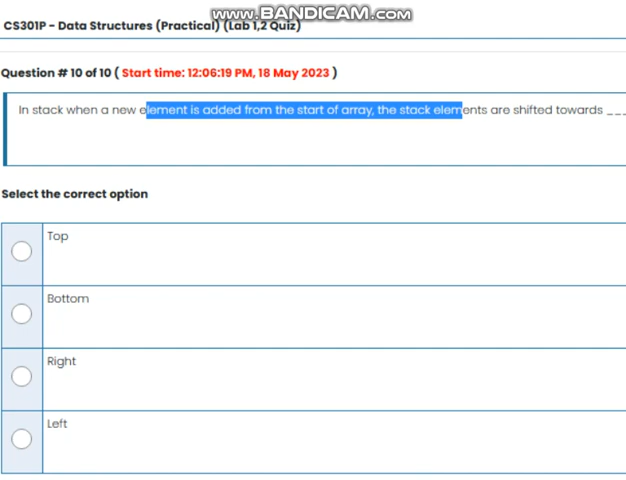 www.BANDICAM.com
CS301P - Data Structures (Practical) (Lab 1,2 Quiz)
Question # 10 of 10 ( Start time: 12:06:19 PM, 18 May 2023 )
In stack when a new element is added from the start of array, the stack elements are shifted towards ___
Select the correct option
Top
Bottom
Right
Left